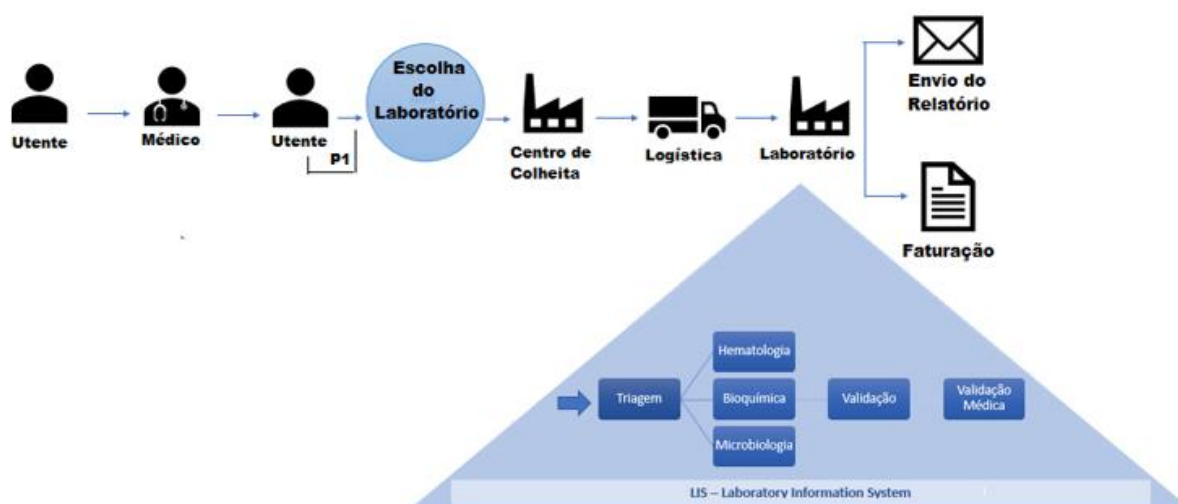 Utente
Médico
Utente
P1
Escolha
do
Laboratório
Centro de
Colheita
Logística
Laboratório
Envio do
Relatório
Faturação
Triagem
Hematologia
Bioquímica
Microbiologia
Validação
Validação
Médica
LIS – Laboratory Information System